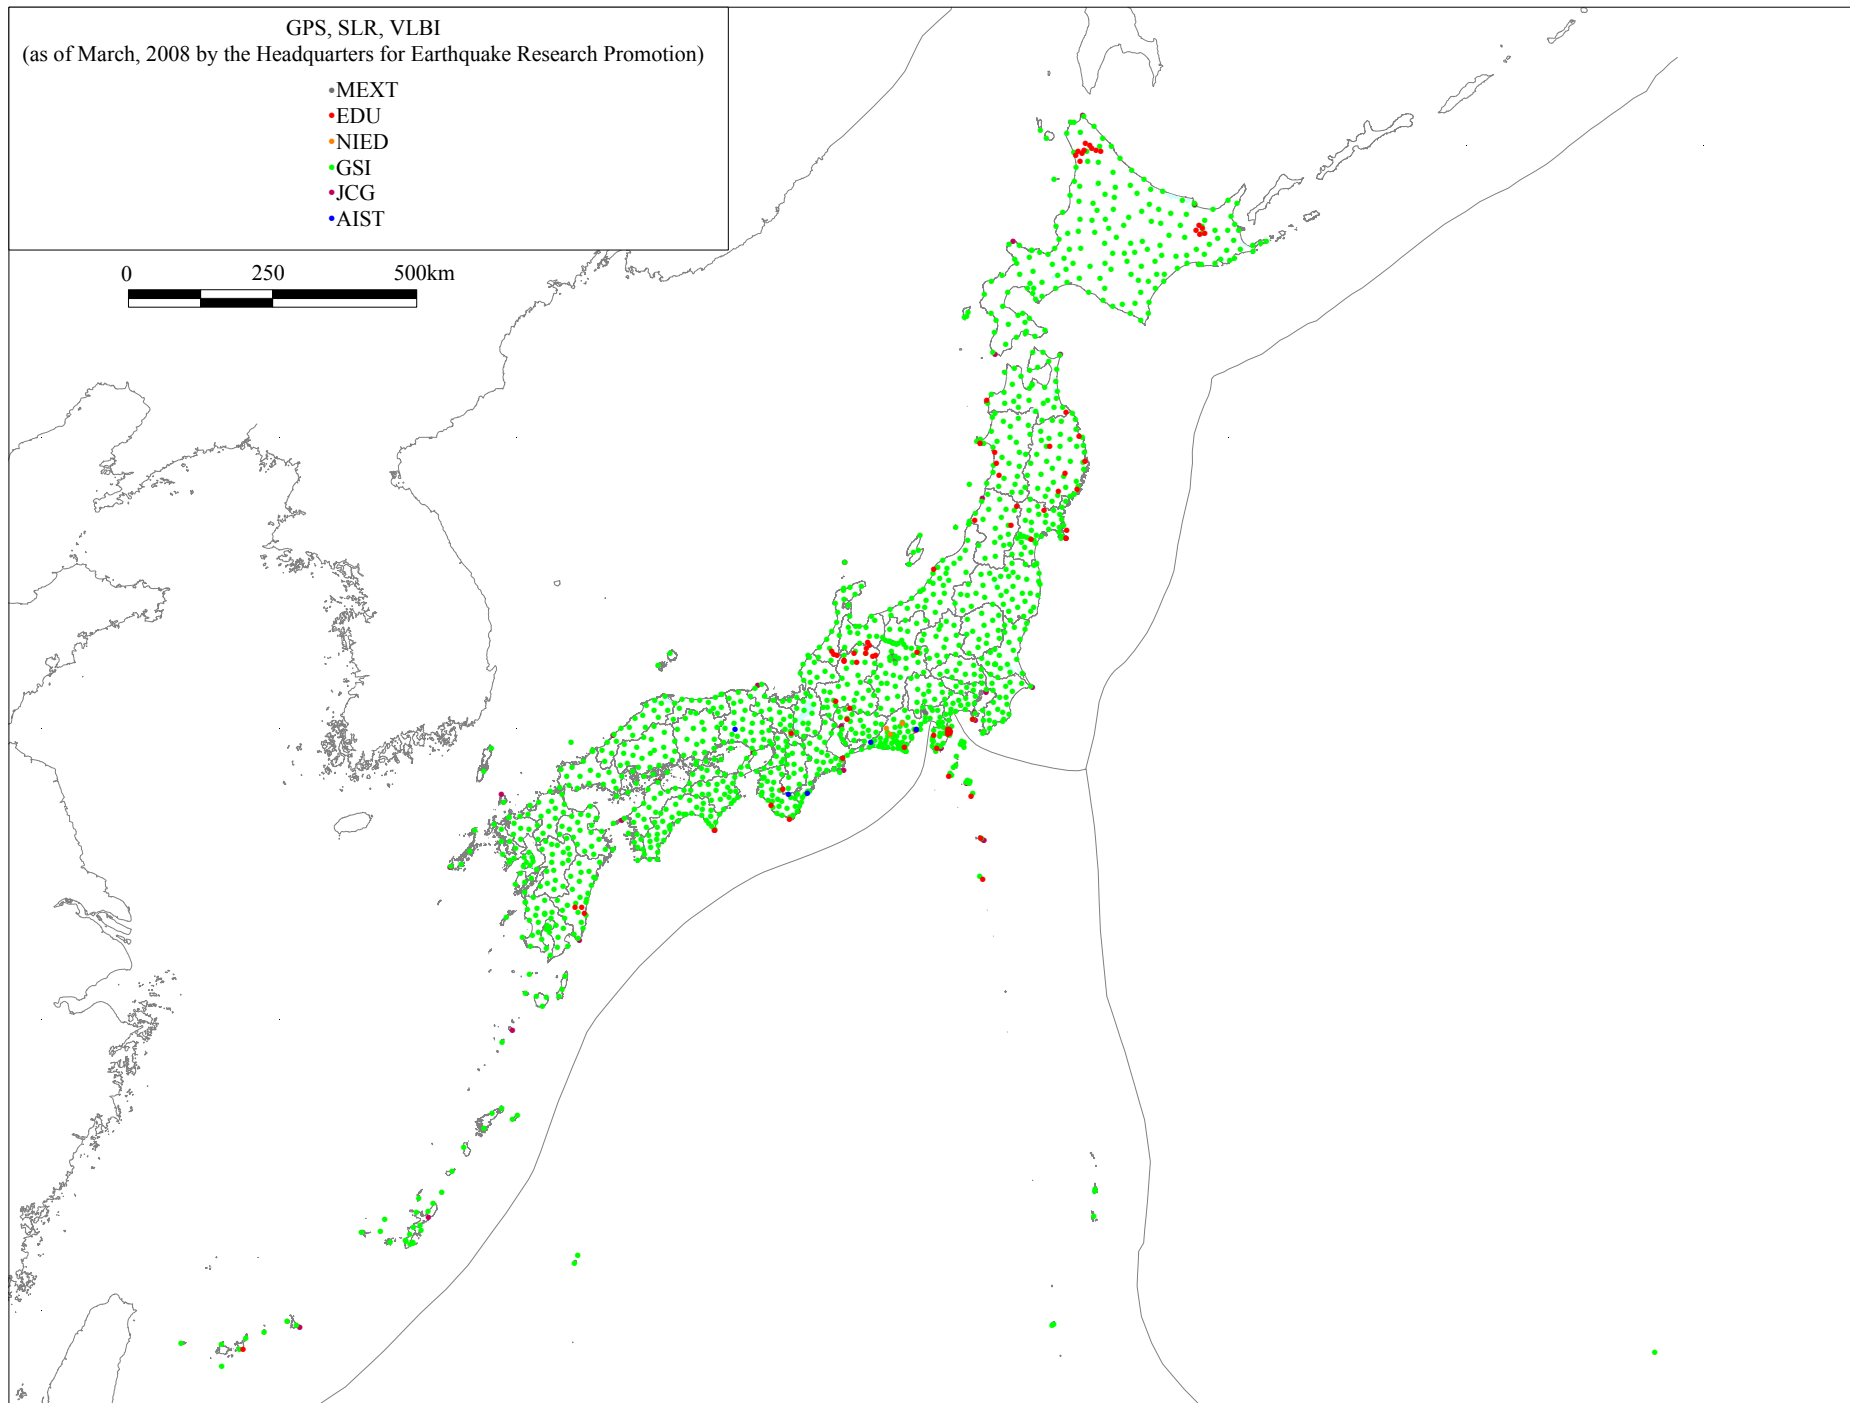 GPS, SLR, VLBI
(as of March, 2008 by the Headquarters for Earthquake Research Promotion)
MEXT
EDU
NIED
GSI
JCG
AIST
0 250 500km